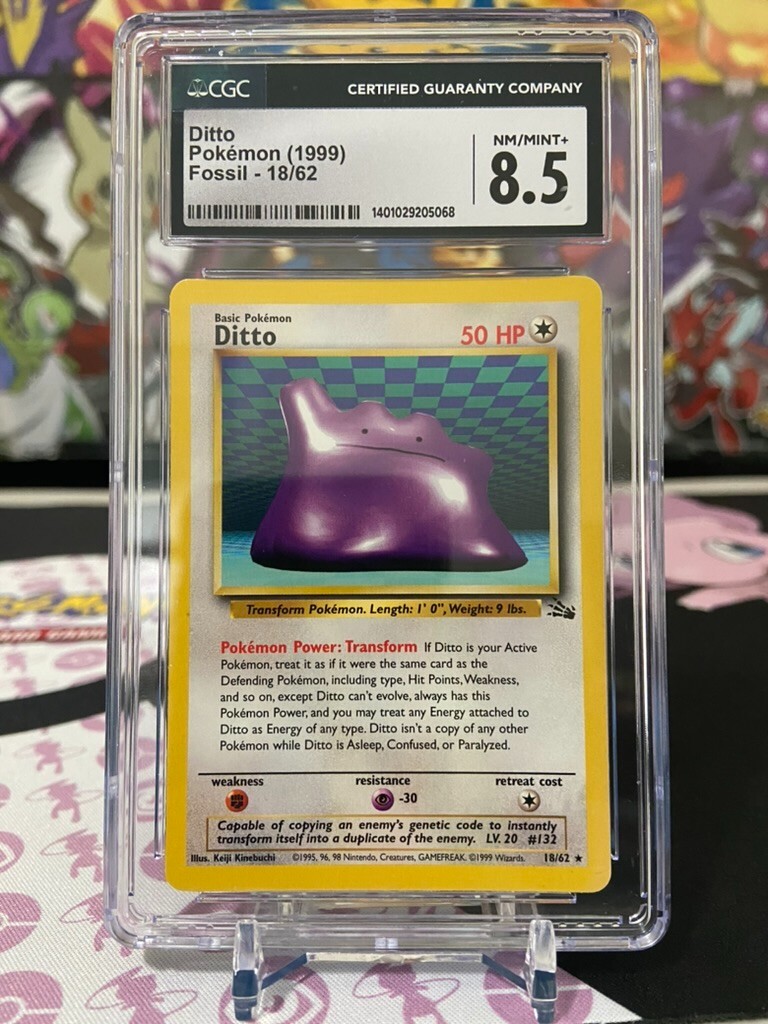 CGC CERTIFIED GUARANTY COMPANY
Ditto
Pokémon (1999)
Fossil - 18/62
NM/MINT+
8.5
1401029205068
Basic Pokémon
Ditto
50 HP
Transform Pokémon. Length: 1' 0", Weight: 9 lbs.
Pokémon Power: Transform If Ditto is your Active
Pokémon, treat it as if it were the same card as the
Defending Pokémon, including type, Hit Points, Weakness,
and so on, except Ditto can't evolve, always has this
Pokémon Power, and you may treat any Energy attached to
Ditto as Energy of any type. Ditto isn't a copy of any other
Pokémon while Ditto is Asleep, Confused, or Paralyzed.
weakness resistance retreat cost
-30
Capable of copying an enemy's genetic code to instantly
transform itself into a duplicate of the enemy. LV. 20 #132
Illus. Keiji Kinebuchi ©1995, 96, 98 Nintendo, Creatures, GAMEFREAK. ©1999 Wizards. 18/62 ★